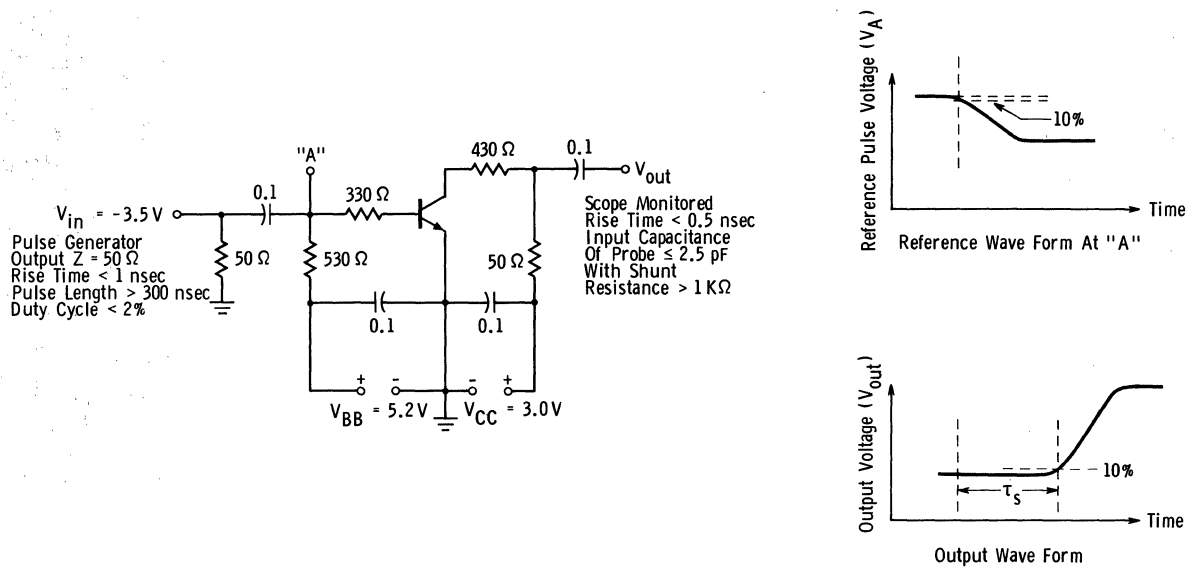 "A"
0.1
330 Ω
430 Ω
0.1
V_out
V_in = -3.5 V
Pulse Generator
Output Z = 50 Ω
Rise Time < 1 nsec
Pulse Length > 300 nsec
Duty Cycle < 2%
50 Ω
530 Ω
0.1
0.1
50 Ω
Scope Monitored
Rise Time < 0.5 nsec
Input Capacitance
Of Probe ≤ 2.5 pF
With Shunt
Resistance > 1 KΩ
+ - - +
V_BB = 5.2 V V_CC = 3.0 V
Reference Pulse Voltage (V_A)
10%
Time
Reference Wave Form At "A"
Output Voltage (V_out)
10%
τ_s
Time
Output Wave Form